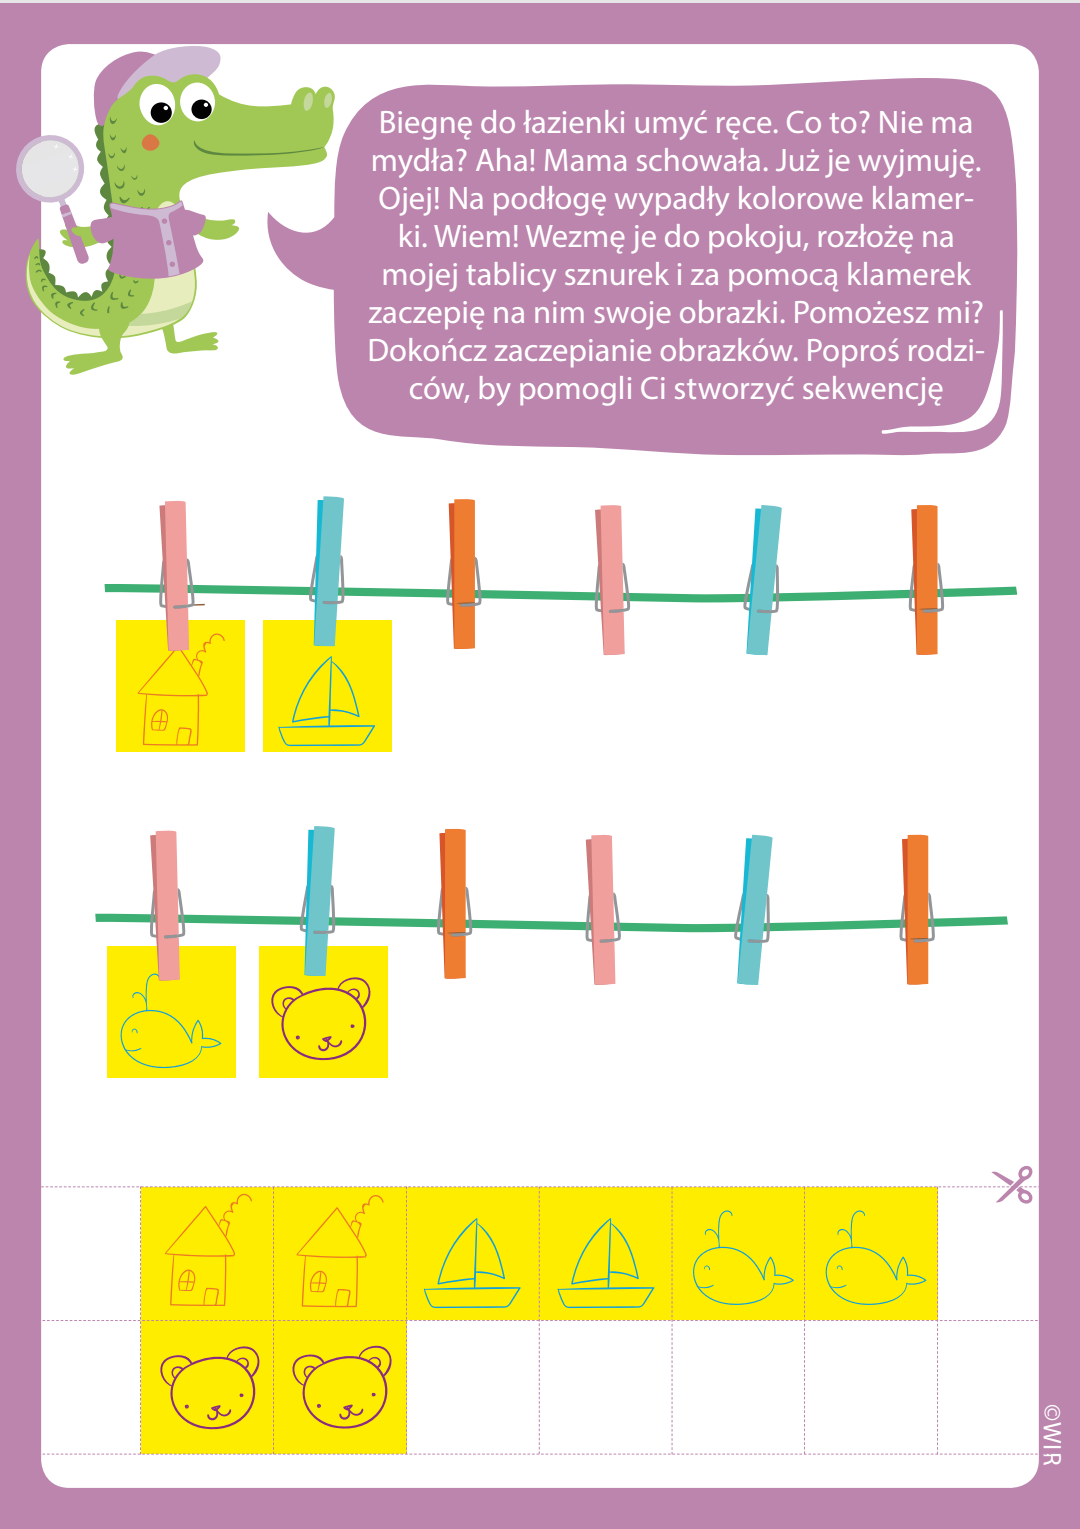 Biegnę do łazienki umyć ręce. Co to? Nie ma
mydła? Aha! Mama schowała. Już je wyjmuję.
Ojej! Na podłogę wypadły kolorowe klamer-
ki. Wiem! Wezmę je do pokoju, rozłożę na
mojej tablicy sznurek i za pomocą klamerek
zaczepię na nim swoje obrazki. Pomożesz mi?
Dokończ zaczepianie obrazków. Poproś rodzi-
ców, by pomogli Ci stworzyć sekwencję
©WIR